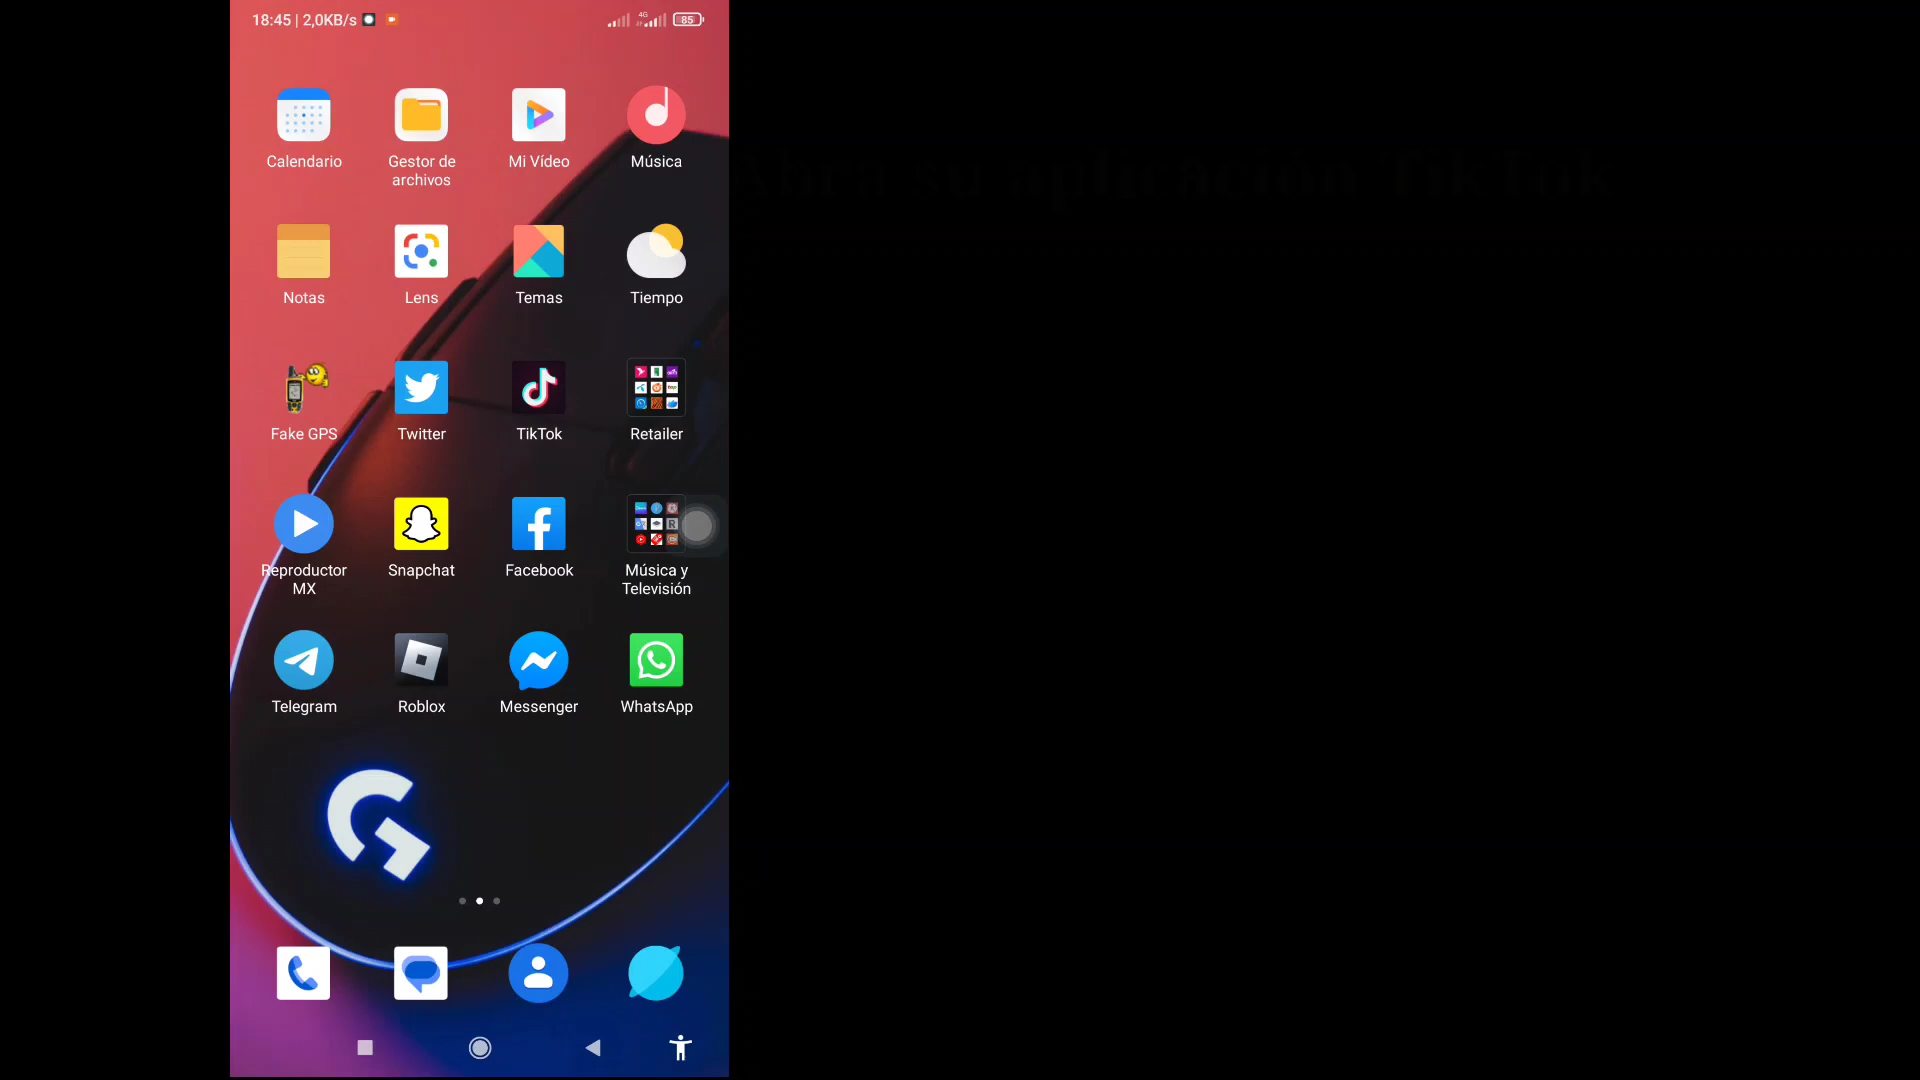 18:45 | 2,0KB/s
4G
85
Calendario
Gestor de
archivos
Mi Vídeo
Música
Abra su aplicación TikTok
Notas
Lens
Temas
Tiempo
Fake GPS
Twitter
TikTok
Retailer
Reproductor
MX
Snapchat
Facebook
Música y
Televisión
Telegram
Roblox
Messenger
WhatsApp